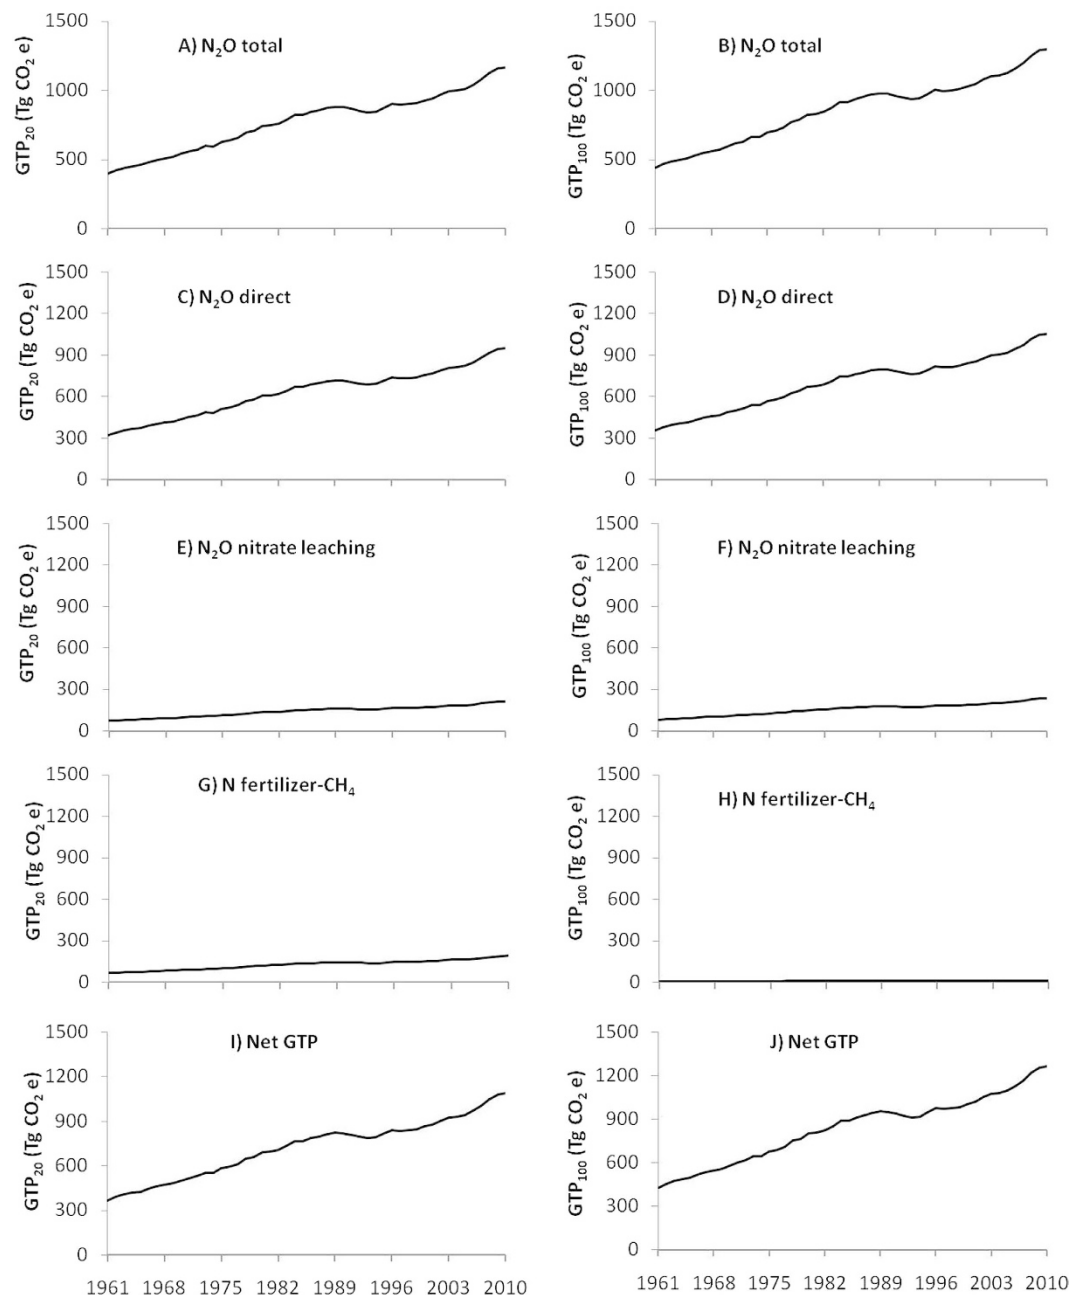 A) N₂O total
GTP₂₀ (Tg CO₂ e)
1500
1000
500
0
B) N₂O total
GTP₁₀₀ (Tg CO₂ e)
1500
1000
500
0
C) N₂O direct
GTP₂₀ (Tg CO₂ e)
1500
1200
900
600
300
0
D) N₂O direct
GTP₁₀₀ (Tg CO₂ e)
1500
1200
900
600
300
0
E) N₂O nitrate leaching
GTP₂₀ (Tg CO₂ e)
1500
1200
900
600
300
0
F) N₂O nitrate leaching
GTP₁₀₀ (Tg CO₂ e)
1500
1200
900
600
300
0
G) N fertilizer-CH₄
GTP₂₀ (Tg CO₂ e)
1500
1200
900
600
300
0
H) N fertilizer-CH₄
GTP₁₀₀ (Tg CO₂ e)
1500
1200
900
600
300
0
I) Net GTP
GTP₂₀ (Tg CO₂ e)
1500
1200
900
600
300
0
1961 1968 1975 1982 1989 1996 2003 2010
J) Net GTP
GTP₁₀₀ (Tg CO₂ e)
1500
1200
900
600
300
0
1961 1968 1975 1982 1989 1996 2003 2010